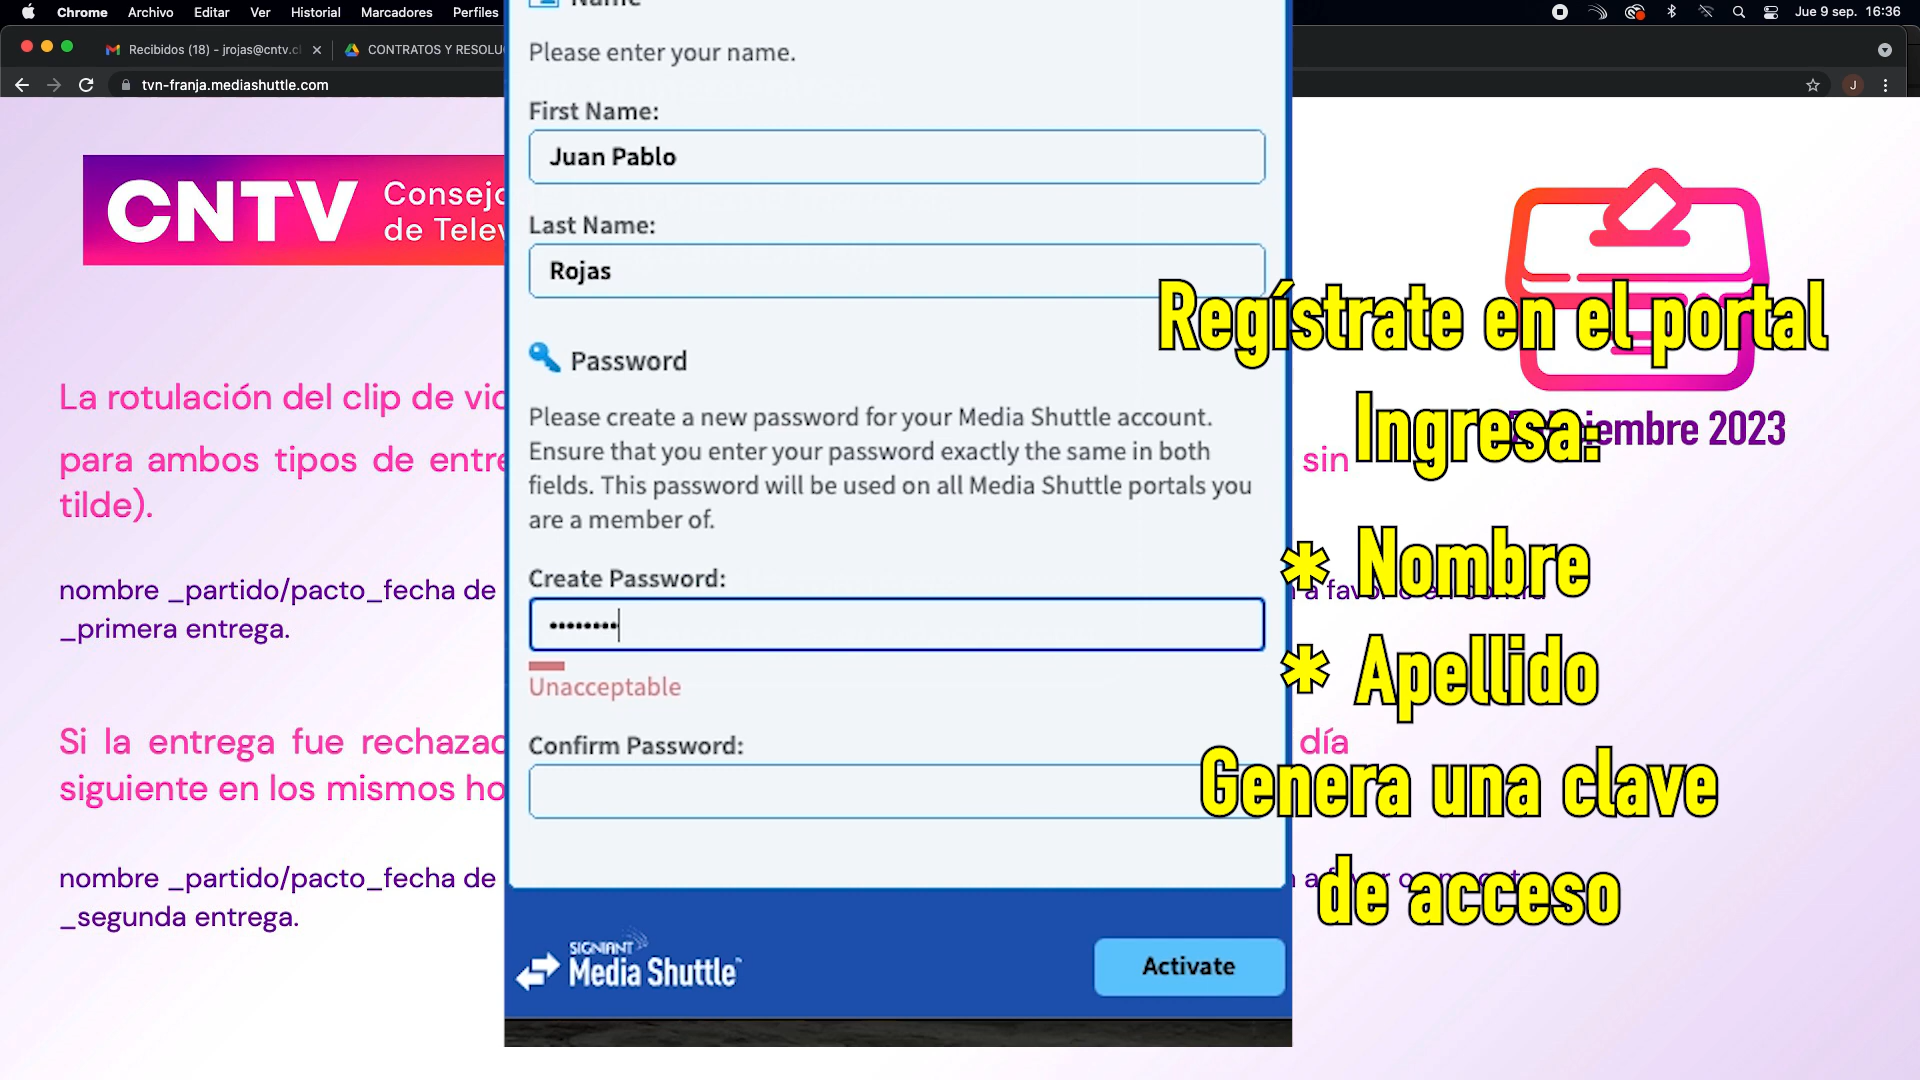 Chrome Archivo Editar Ver Historial Marcadores Perfiles
Jue 9 sep. 16:36
Recibidos (18) - jrojas@cntv.cl
CONTRATOS Y RESOLU
tvn-franja.mediashuttle.com
J
CNTV
Consejo
de Telev
Please enter your name.
First Name:
Juan Pablo
Last Name:
Rojas
Password
Please create a new password for your Media Shuttle account.
Ensure that you enter your password exactly the same in both
fields. This password will be used on all Media Shuttle portals you
are a member of.
Create Password:
•••••••••
Unacceptable
Confirm Password:
SIGNIANT
Media Shuttle™
Activate
La rotulación del clip de vid
para ambos tipos de entre
sin
tilde).
nombre _partido/pacto_fecha de
_primera entrega.
Si la entrega fue rechazad
día
siguiente en los mismos ho
nombre _partido/pacto_fecha de
_segunda entrega.
iembre 2023
Regístrate en el portal
Ingresa:
* Nombre
* Apellido
Genera una clave
de acceso